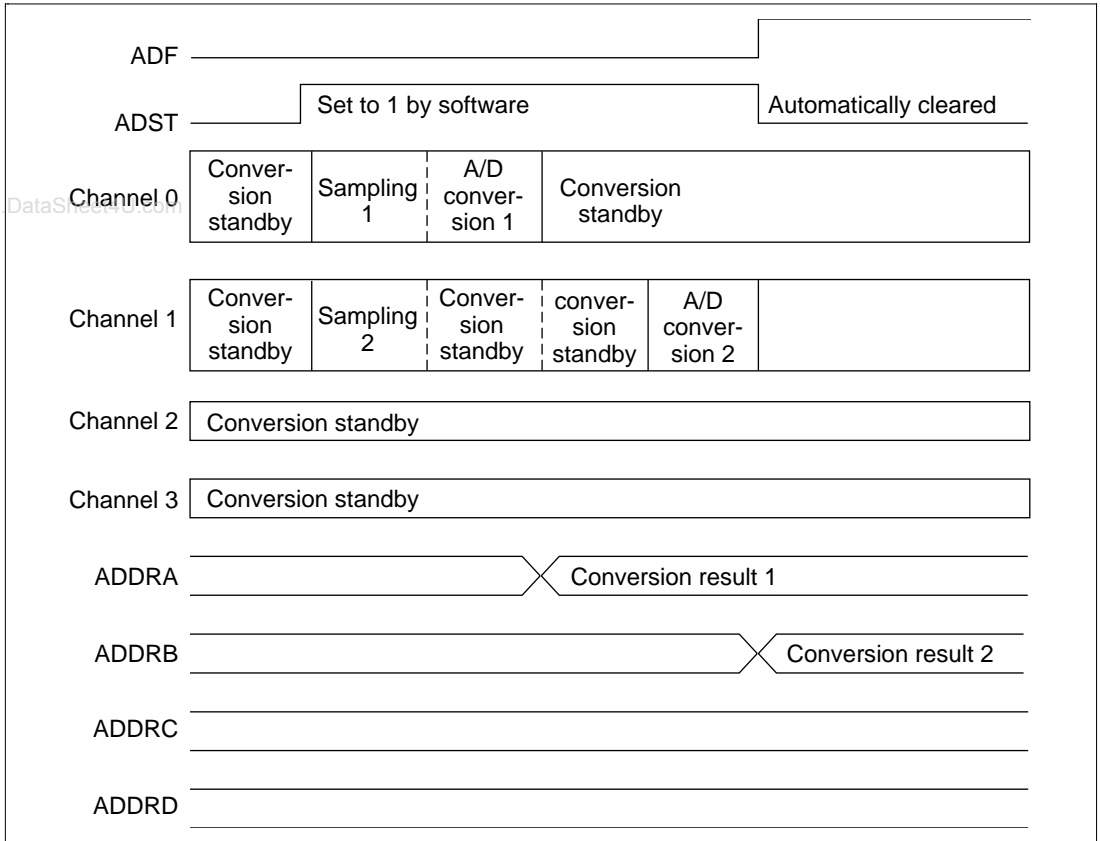 ADF
ADST
Set to 1 by software
Automatically cleared
Channel 0
Conver-
sion
standby
Sampling
1
A/D
conver-
sion 1
Conversion
standby
.DataSheet4U.com
Channel 1
Conver-
sion
standby
Sampling
2
Conver-
sion
standby
conver-
sion
standby
A/D
conver-
sion 2
Channel 2
Conversion standby
Channel 3
Conversion standby
ADDRA
Conversion result 1
ADDRB
Conversion result 2
ADDRC
ADDRD